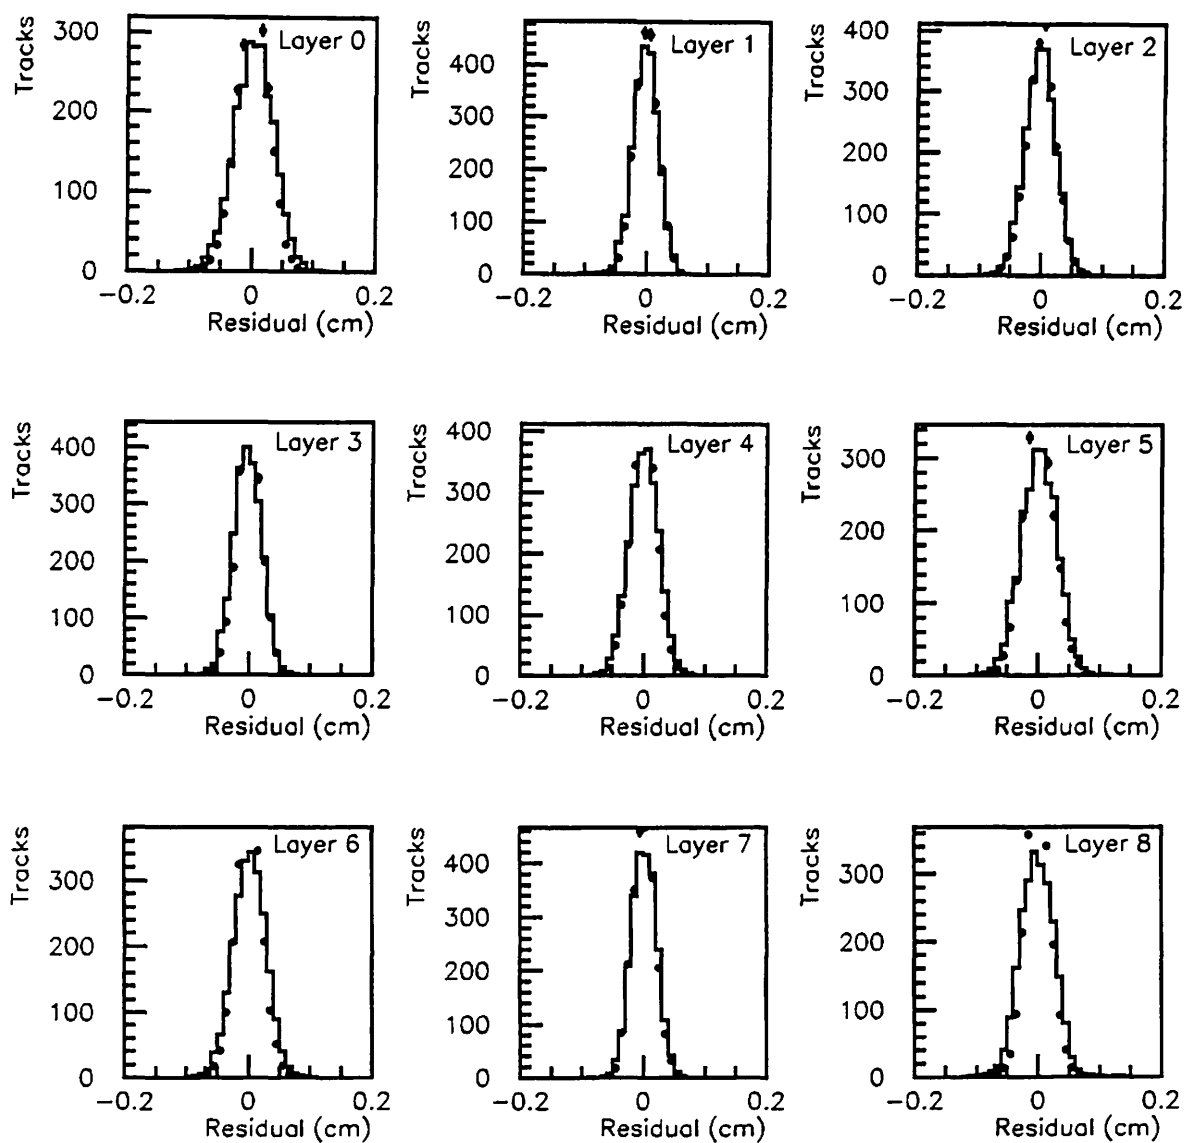 Tracks
300
200
100
0
Layer 0
−0.2 0 0.2
Residual (cm)
Tracks
400
300
200
100
0
Layer 1
−0.2 0 0.2
Residual (cm)
Tracks
400
300
200
100
0
Layer 2
−0.2 0 0.2
Residual (cm)
Tracks
400
300
200
100
0
Layer 3
−0.2 0 0.2
Residual (cm)
Tracks
400
300
200
100
0
Layer 4
−0.2 0 0.2
Residual (cm)
Tracks
300
200
100
0
Layer 5
−0.2 0 0.2
Residual (cm)
Tracks
300
200
100
0
Layer 6
−0.2 0 0.2
Residual (cm)
Tracks
400
300
200
100
0
Layer 7
−0.2 0 0.2
Residual (cm)
Tracks
300
200
100
0
Layer 8
−0.2 0 0.2
Residual (cm)